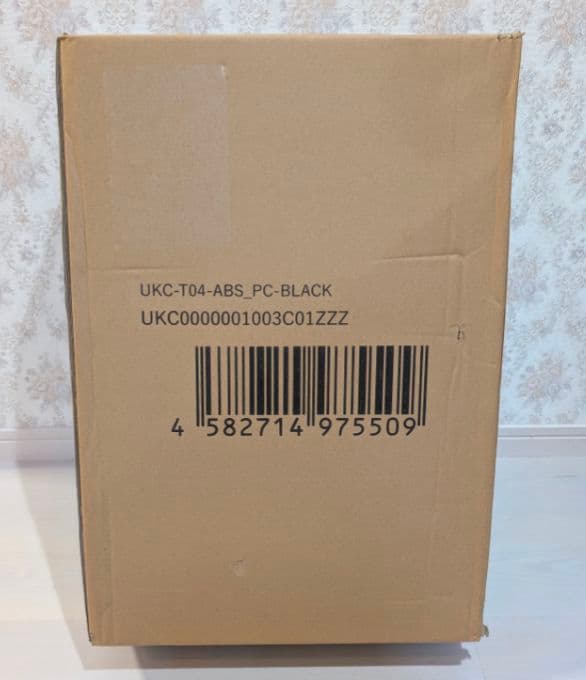 UKC-T04-ABS_PC-BLACK
UKC0000001003C01ZZZ
4 582714 975509